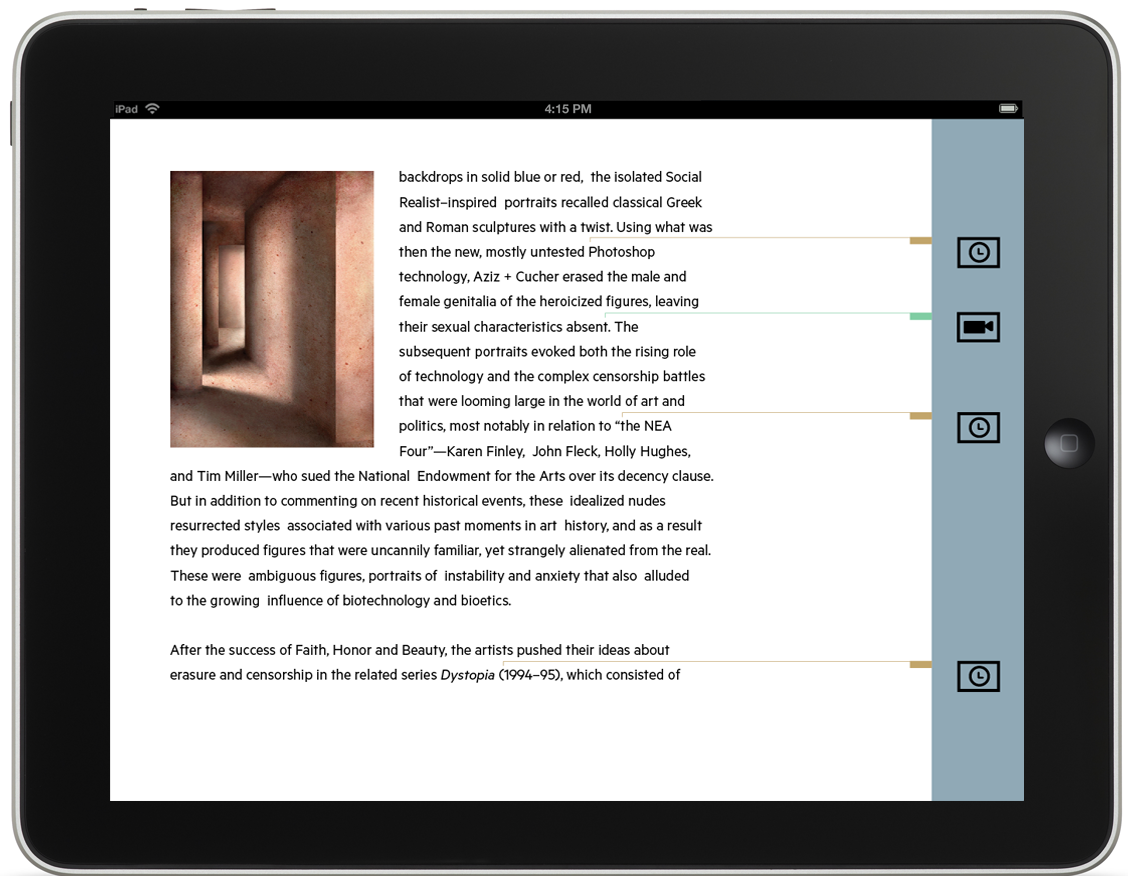 iPad 4:15 PM
backdrops in solid blue or red, the isolated Social
Realist–inspired portraits recalled classical Greek
and Roman sculptures with a twist. Using what was
then the new, mostly untested Photoshop
technology, Aziz + Cucher erased the male and
female genitalia of the heroicized figures, leaving
their sexual characteristics absent. The
subsequent portraits evoked both the rising role
of technology and the complex censorship battles
that were looming large in the world of art and
politics, most notably in relation to “the NEA
Four”—Karen Finley, John Fleck, Holly Hughes,
and Tim Miller—who sued the National Endowment for the Arts over its decency clause.
But in addition to commenting on recent historical events, these idealized nudes
resurrected styles associated with various past moments in art history, and as a result
they produced figures that were uncannily familiar, yet strangely alienated from the real.
These were ambiguous figures, portraits of instability and anxiety that also alluded
to the growing influence of biotechnology and bioetics.
After the success of Faith, Honor and Beauty, the artists pushed their ideas about
erasure and censorship in the related series Dystopia (1994–95), which consisted of